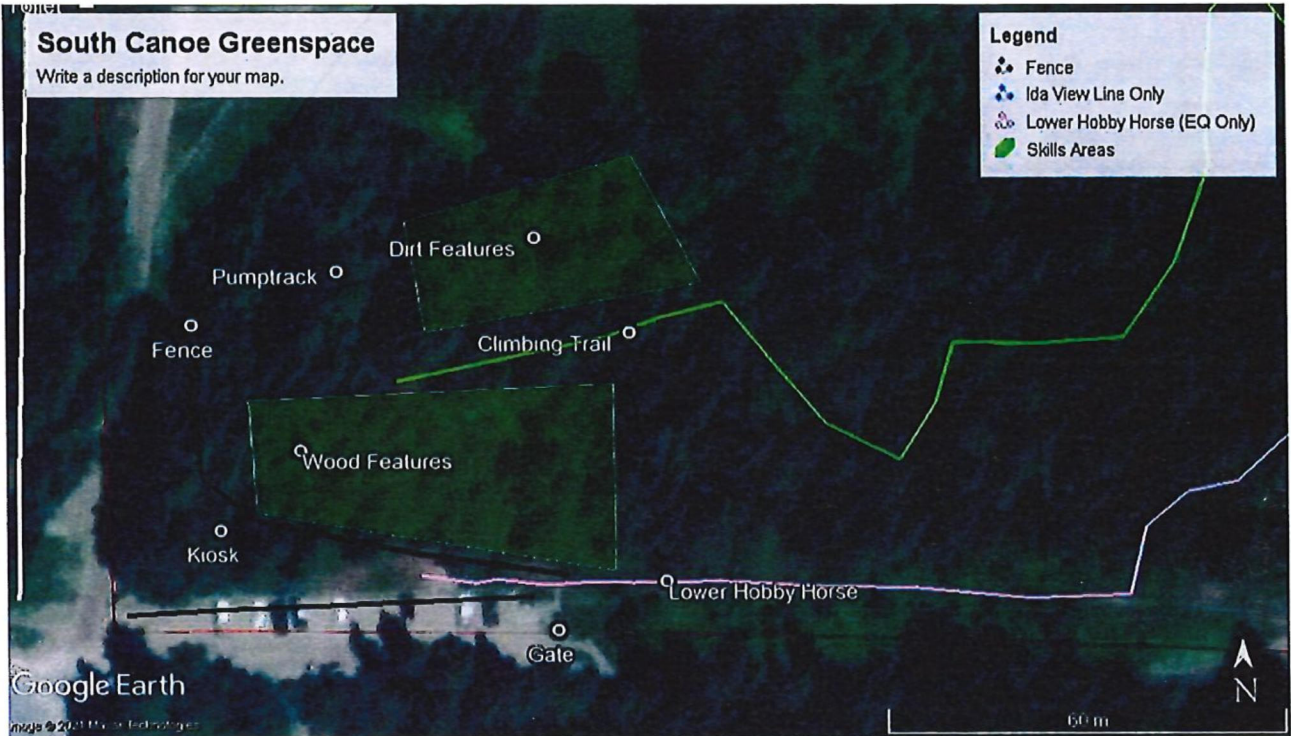 Toilet
South Canoe Greenspace
Write a description for your map.
Legend
Fence
Ida View Line Only
Lower Hobby Horse (EQ Only)
Skills Areas
Dirt Features
Pumptrack
Fence
Climbing Trail
Wood Features
Kiosk
Lower Hobby Horse
Gate
Google Earth
N
60 m